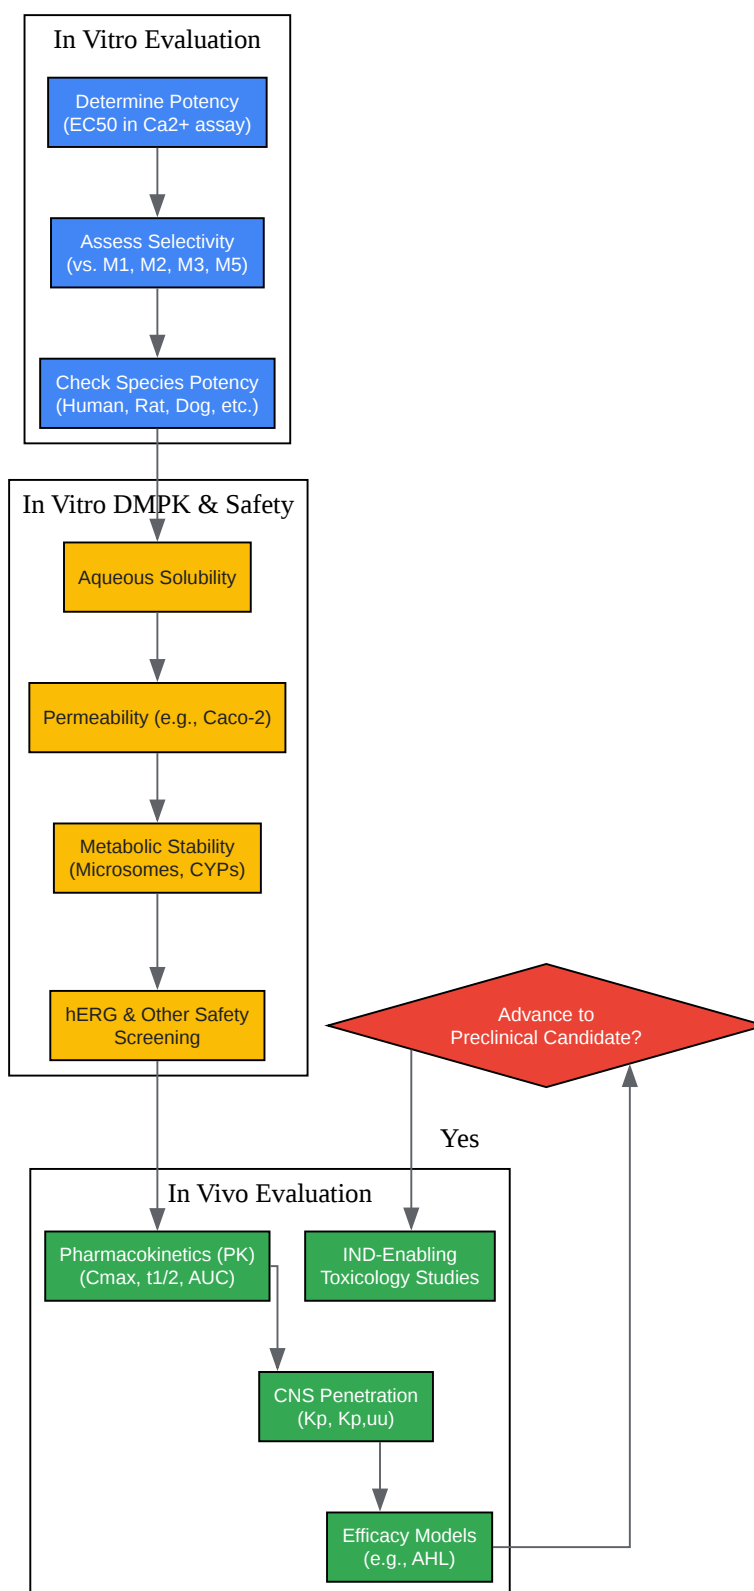 In Vitro Evaluation
Determine Potency
(EC50 in Ca2+ assay)
Assess Selectivity
(vs. M1, M2, M3, M5)
Check Species Potency
(Human, Rat, Dog, etc.)
In Vitro DMPK & Safety
Aqueous Solubility
Permeability (e.g., Caco-2)
Metabolic Stability
(Microsomes, CYPs)
hERG & Other Safety
Screening
Advance to
Preclinical Candidate?
Yes
In Vivo Evaluation
Pharmacokinetics (PK)
(Cmax, t1/2, AUC)
IND-Enabling
Toxicology Studies
CNS Penetration
(Kp, Kp,uu)
Efficacy Models
(e.g., AHL)